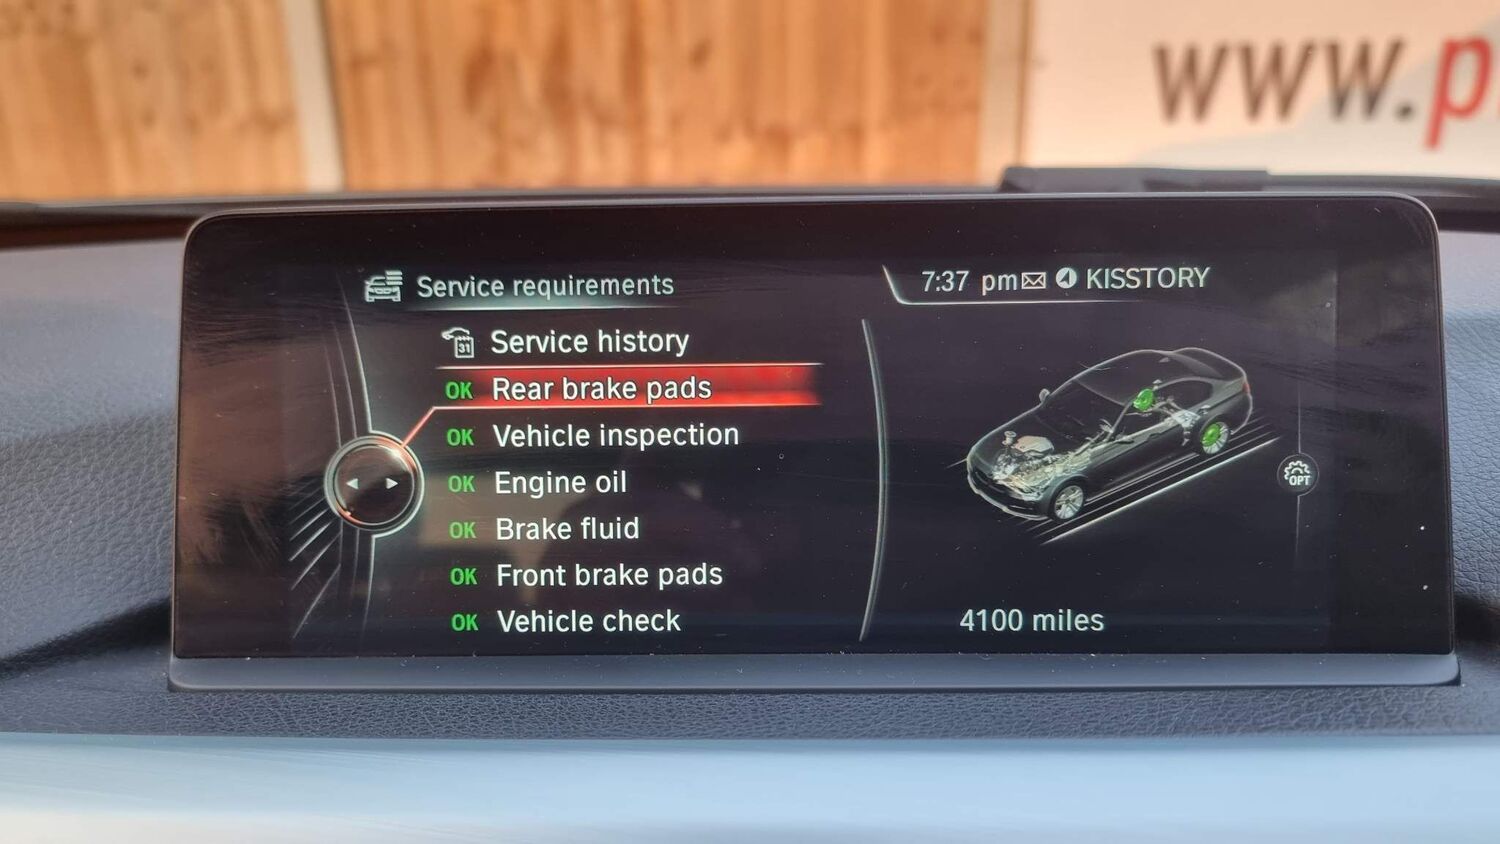 www.p
Service requirements
7:37 pm KISSTORY
Service history
31
OK Rear brake pads
OK Vehicle inspection
OK Engine oil
OK Brake fluid
OK Front brake pads
OK Vehicle check
OPT
4100 miles